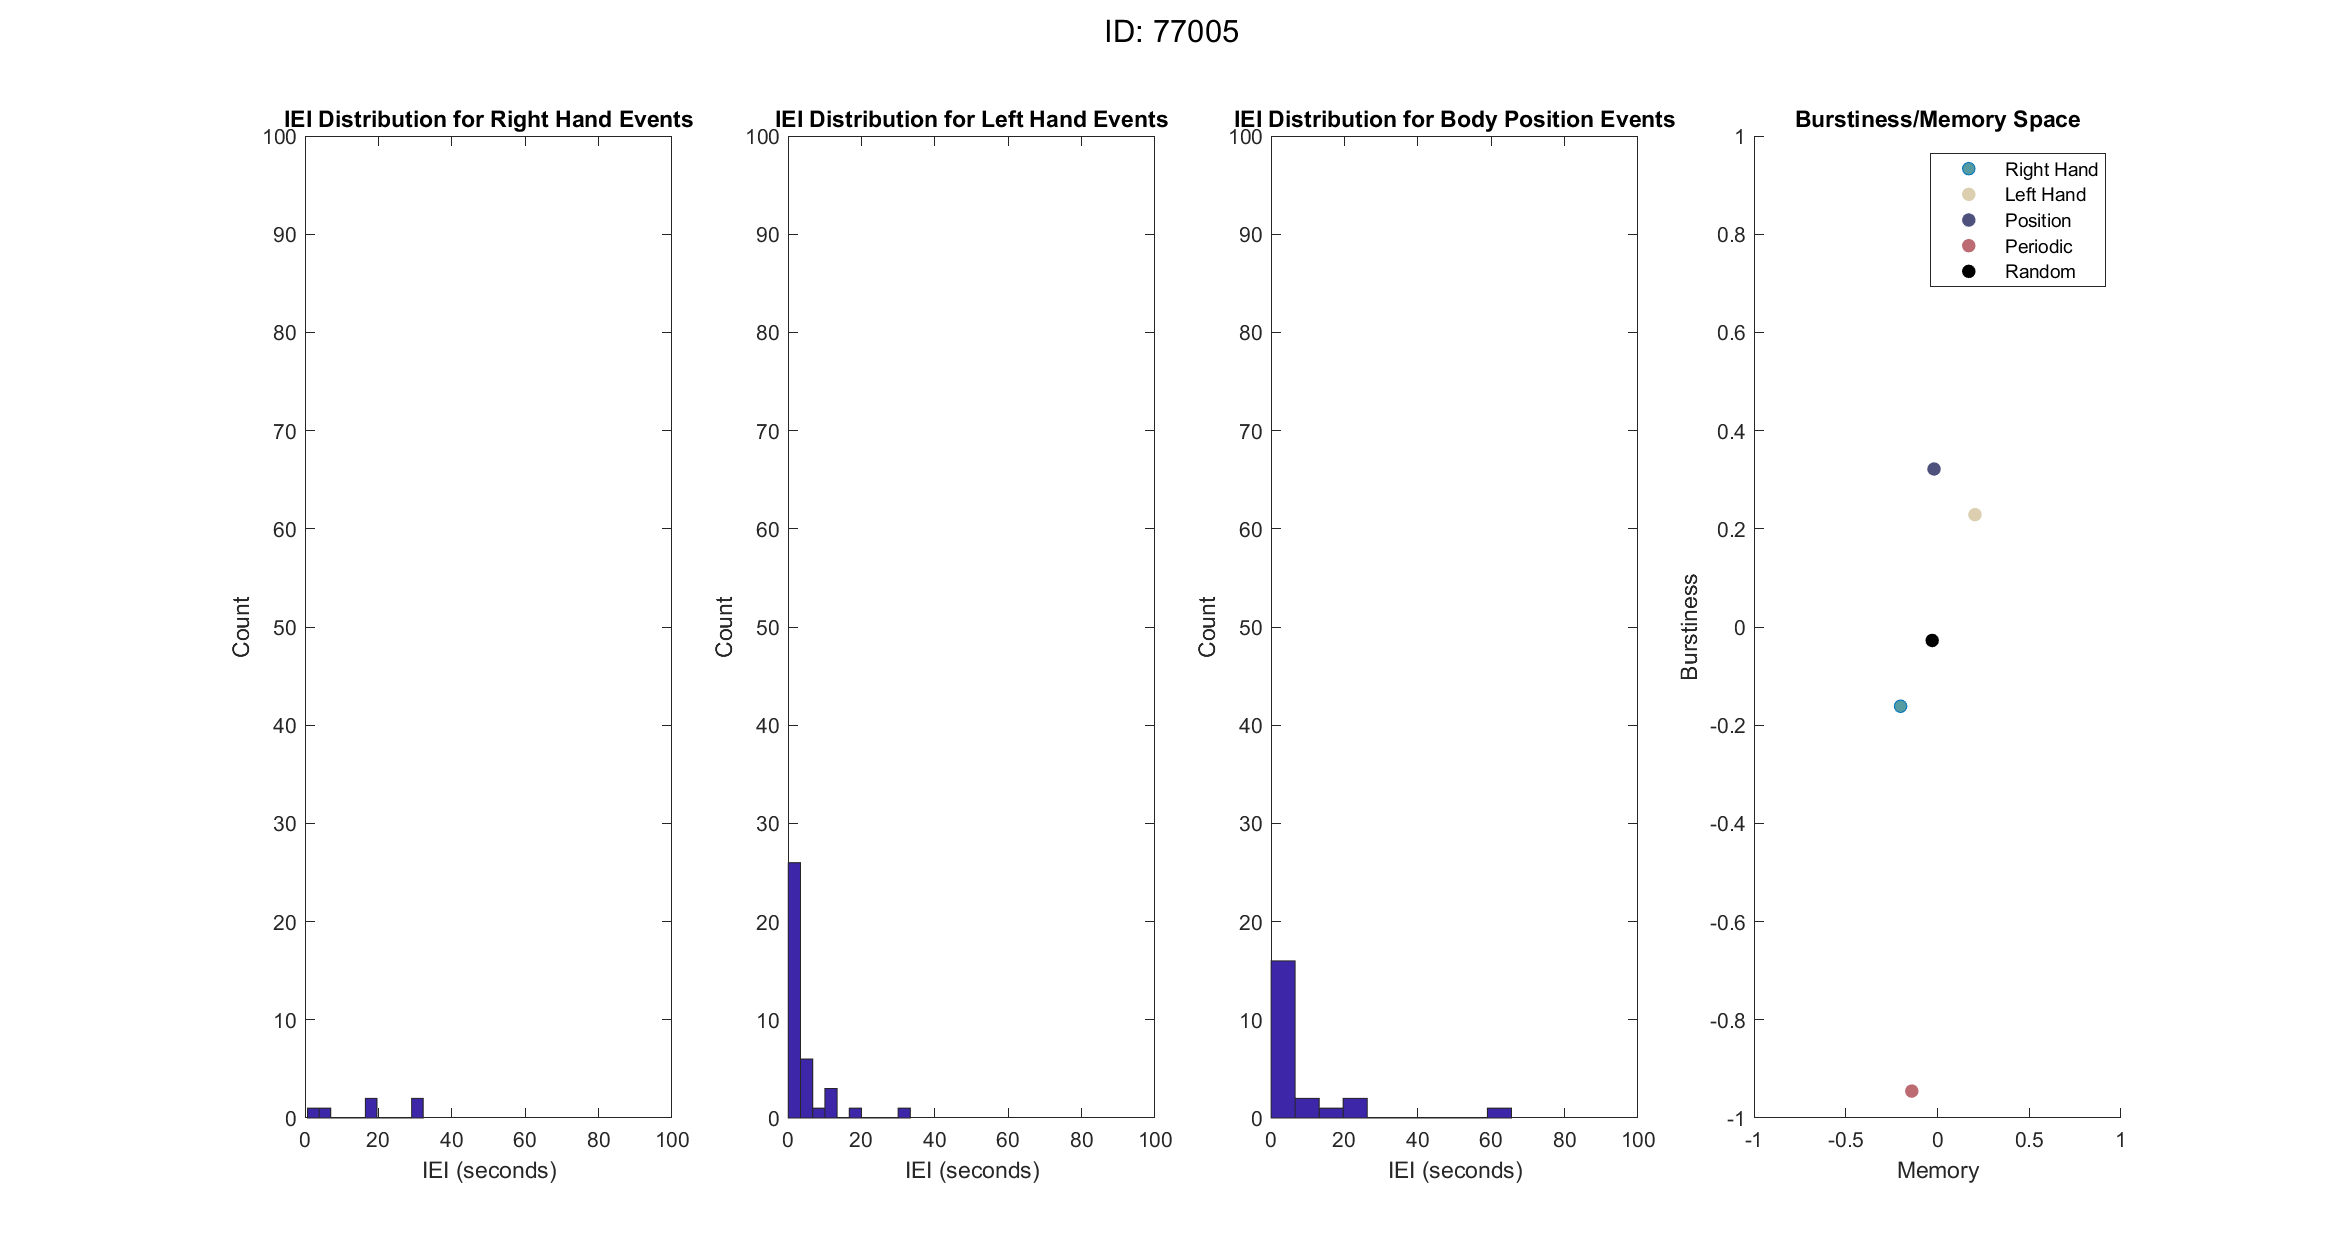 ID: 77005
IEI Distribution for Right Hand Events
100
90
80
70
60
50
40
30
20
10
0
Count
0 20 40 60 80 100
IEI (seconds)
IEI Distribution for Left Hand Events
100
90
80
70
60
50
40
30
20
10
0
Count
0 20 40 60 80 100
IEI (seconds)
IEI Distribution for Body Position Events
100
90
80
70
60
50
40
30
20
10
0
Count
0 20 40 60 80 100
IEI (seconds)
Burstiness/Memory Space
1
0.8
0.6
0.4
0.2
0
-0.2
-0.4
-0.6
-0.8
-1
Burstiness
-1 -0.5 0 0.5 1
Memory
Right Hand
Left Hand
Position
Periodic
Random